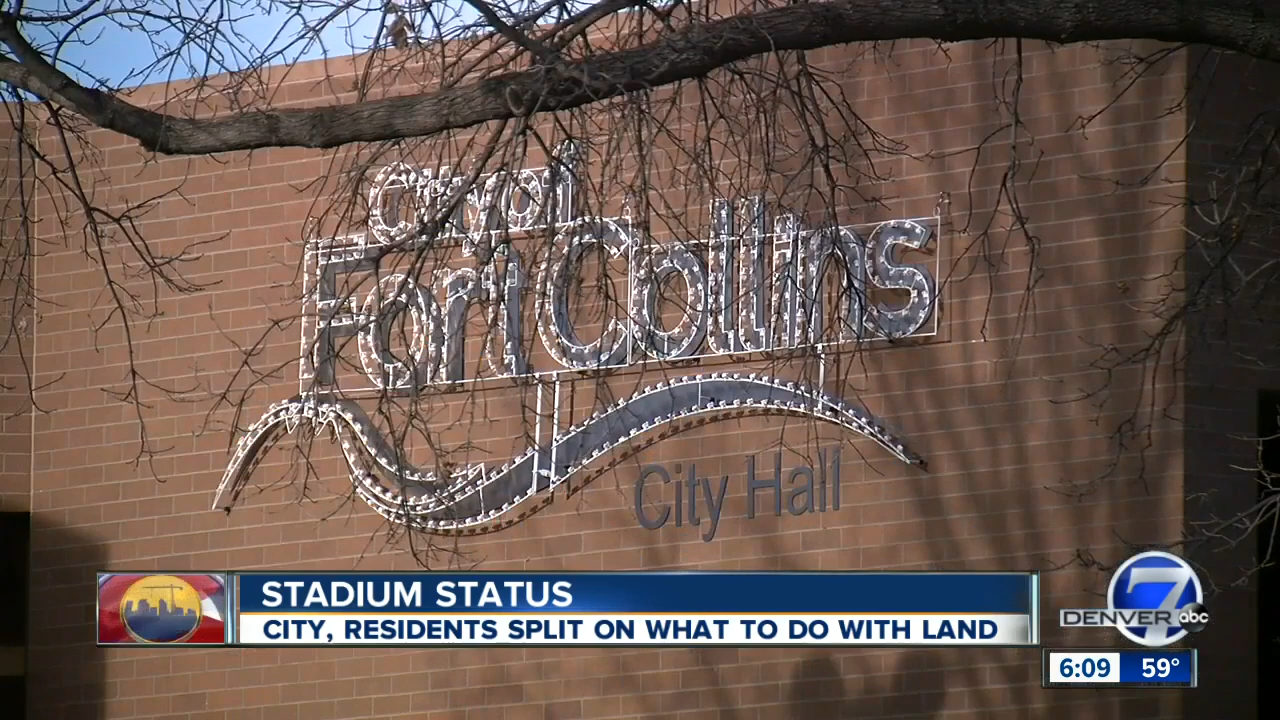 City of
Fort Collins
City Hall
STADIUM STATUS
CITY, RESIDENTS SPLIT ON WHAT TO DO WITH LAND
DENVER 7 abc
6:09 59°